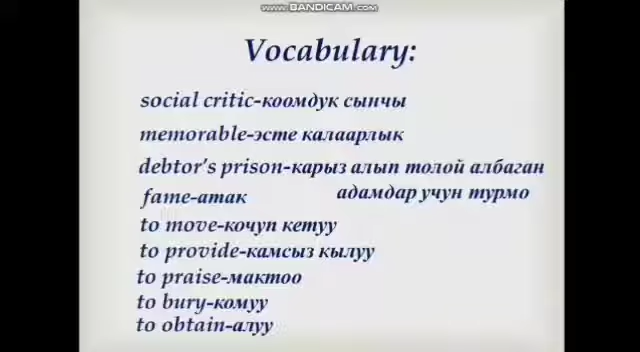 www.BANDICAM.com
Vocabulary:
social critic-коомдук сынчы
memorable-эсте калаарлык
debtor's prison-карыз алып толой албаган
адамдар учун турмо
fame-атак
to move-кочуп кетуу
to provide-камсыз кылуу
to praise-мактоо
to bury-комуу
to obtain-алуу